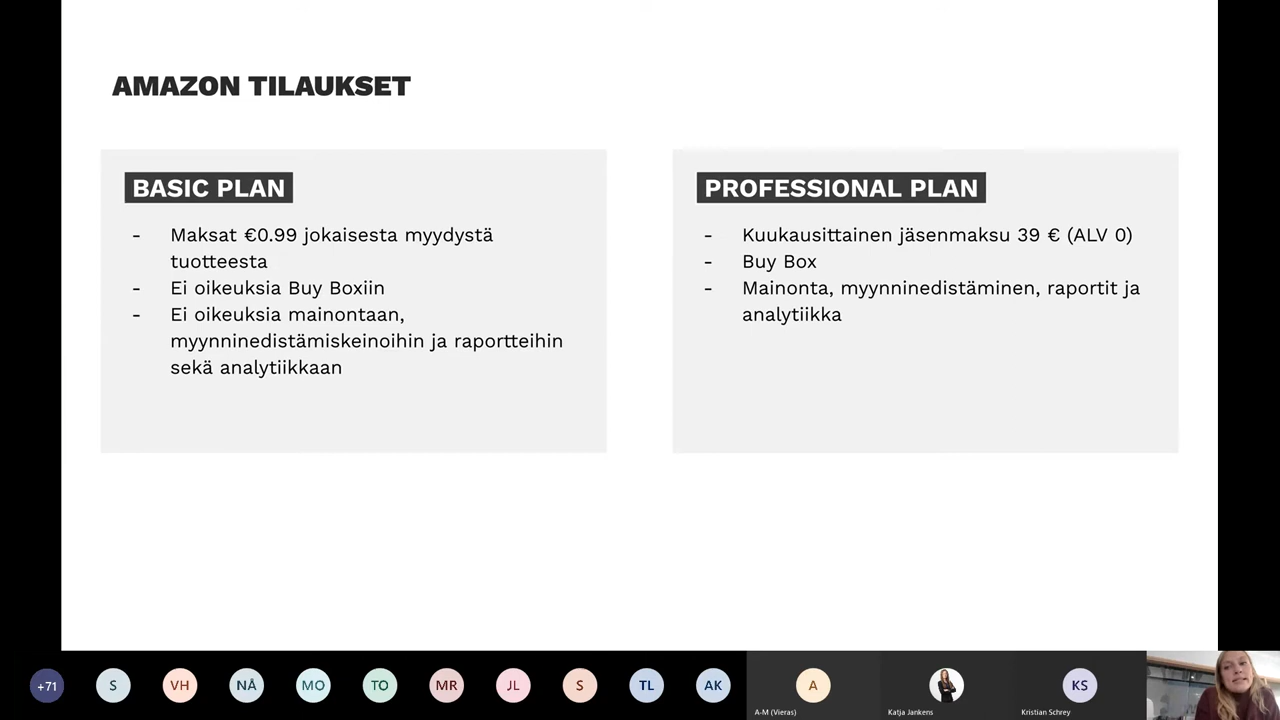 AMAZON TILAUKSET
BASIC PLAN
- Maksat €0.99 jokaisesta myydystä
tuotteesta
- Ei oikeuksia Buy Boxiin
- Ei oikeuksia mainontaan,
myynninedistämiskeinoihin ja raportteihin
sekä analytiikkaan
PROFESSIONAL PLAN
- Kuukausittainen jäsenmaksu 39 € (ALV 0)
- Buy Box
- Mainonta, myynninedistäminen, raportit ja
analytiikka
+71 S VH NÅ MO TO MR JL S TL AK A KS
A-M (Vieras) Katja Jankens Kristian Schrey